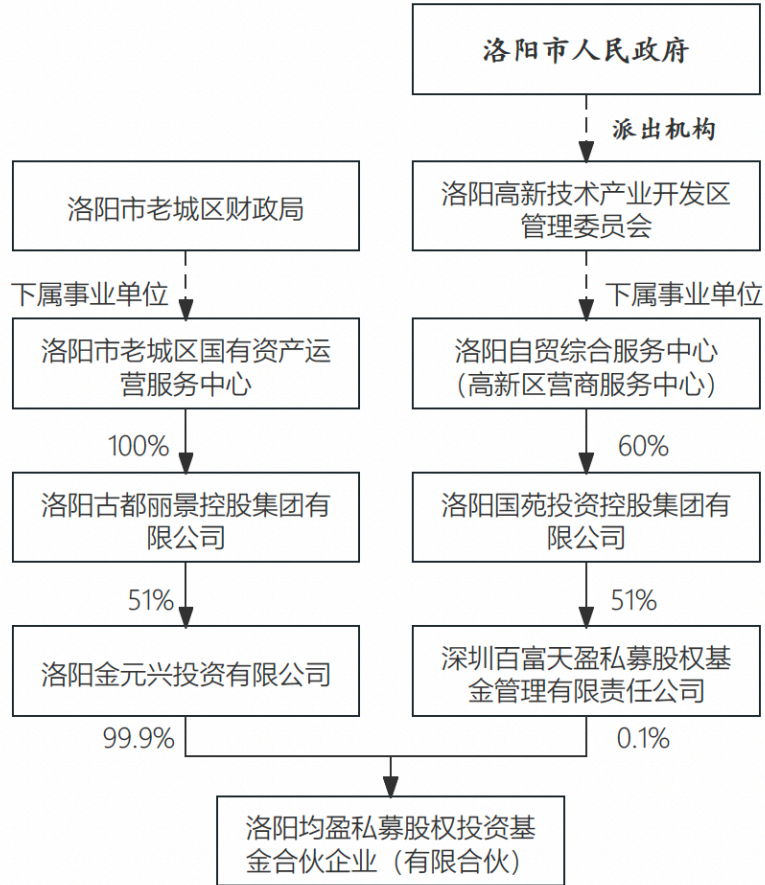 洛阳市人民政府
派出机构
洛阳市老城区财政局
洛阳高新技术产业开发区
管理委员会
下属事业单位
下属事业单位
洛阳市老城区国有资产运
营服务中心
洛阳自贸综合服务中心
（高新区营商服务中心）
100%
60%
洛阳古都丽景控股集团有
限公司
洛阳国苑投资控股集团有
限公司
51%
51%
洛阳金元兴投资有限公司
深圳百富天盈私募股权基
金管理有限责任公司
99.9%
0.1%
洛阳均盈私募股权投资基
金合伙企业（有限合伙）